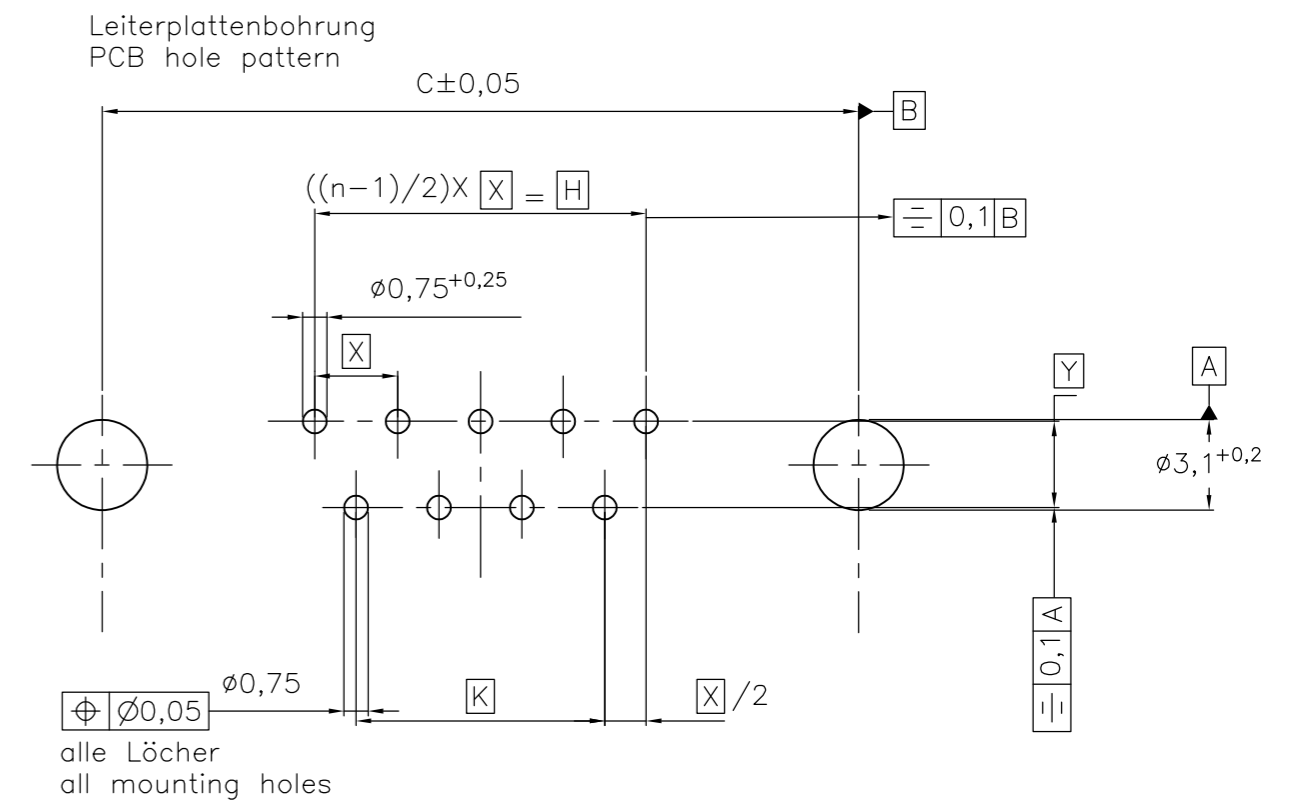 Leiterplattenbohrung
PCB hole pattern
C±0,05
B
((n-1)/2)X X = H
0,1 B
ø0,75+0,25
X
Y
A
ø3,1+0,2
0,1 A
ø0,75
K
X /2
⌖ Ø0,05
alle Löcher
all mounting holes